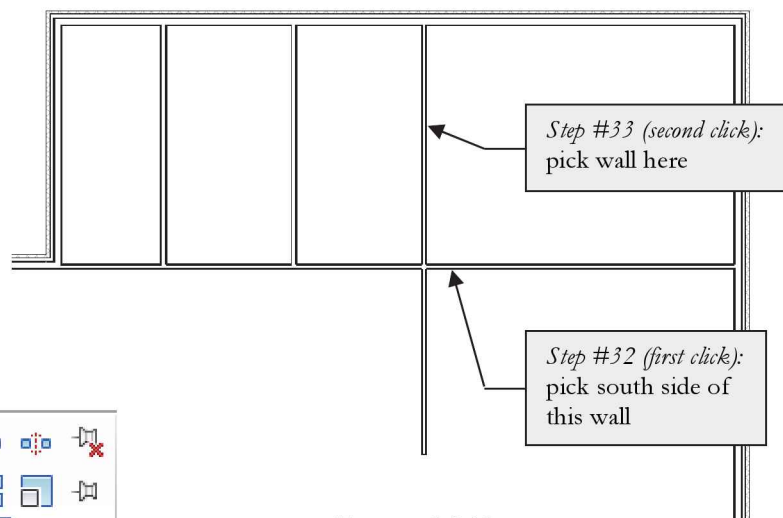 Step #33 (second click):
pick wall here
Step #32 (first click):
pick south side of
this wall